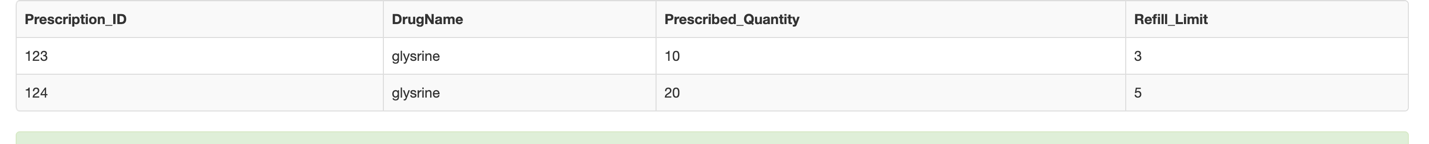 Prescription_ID DrugName Prescribed_Quantity Refill_Limit
123 glysrine 10 3
124 glysrine 20 5